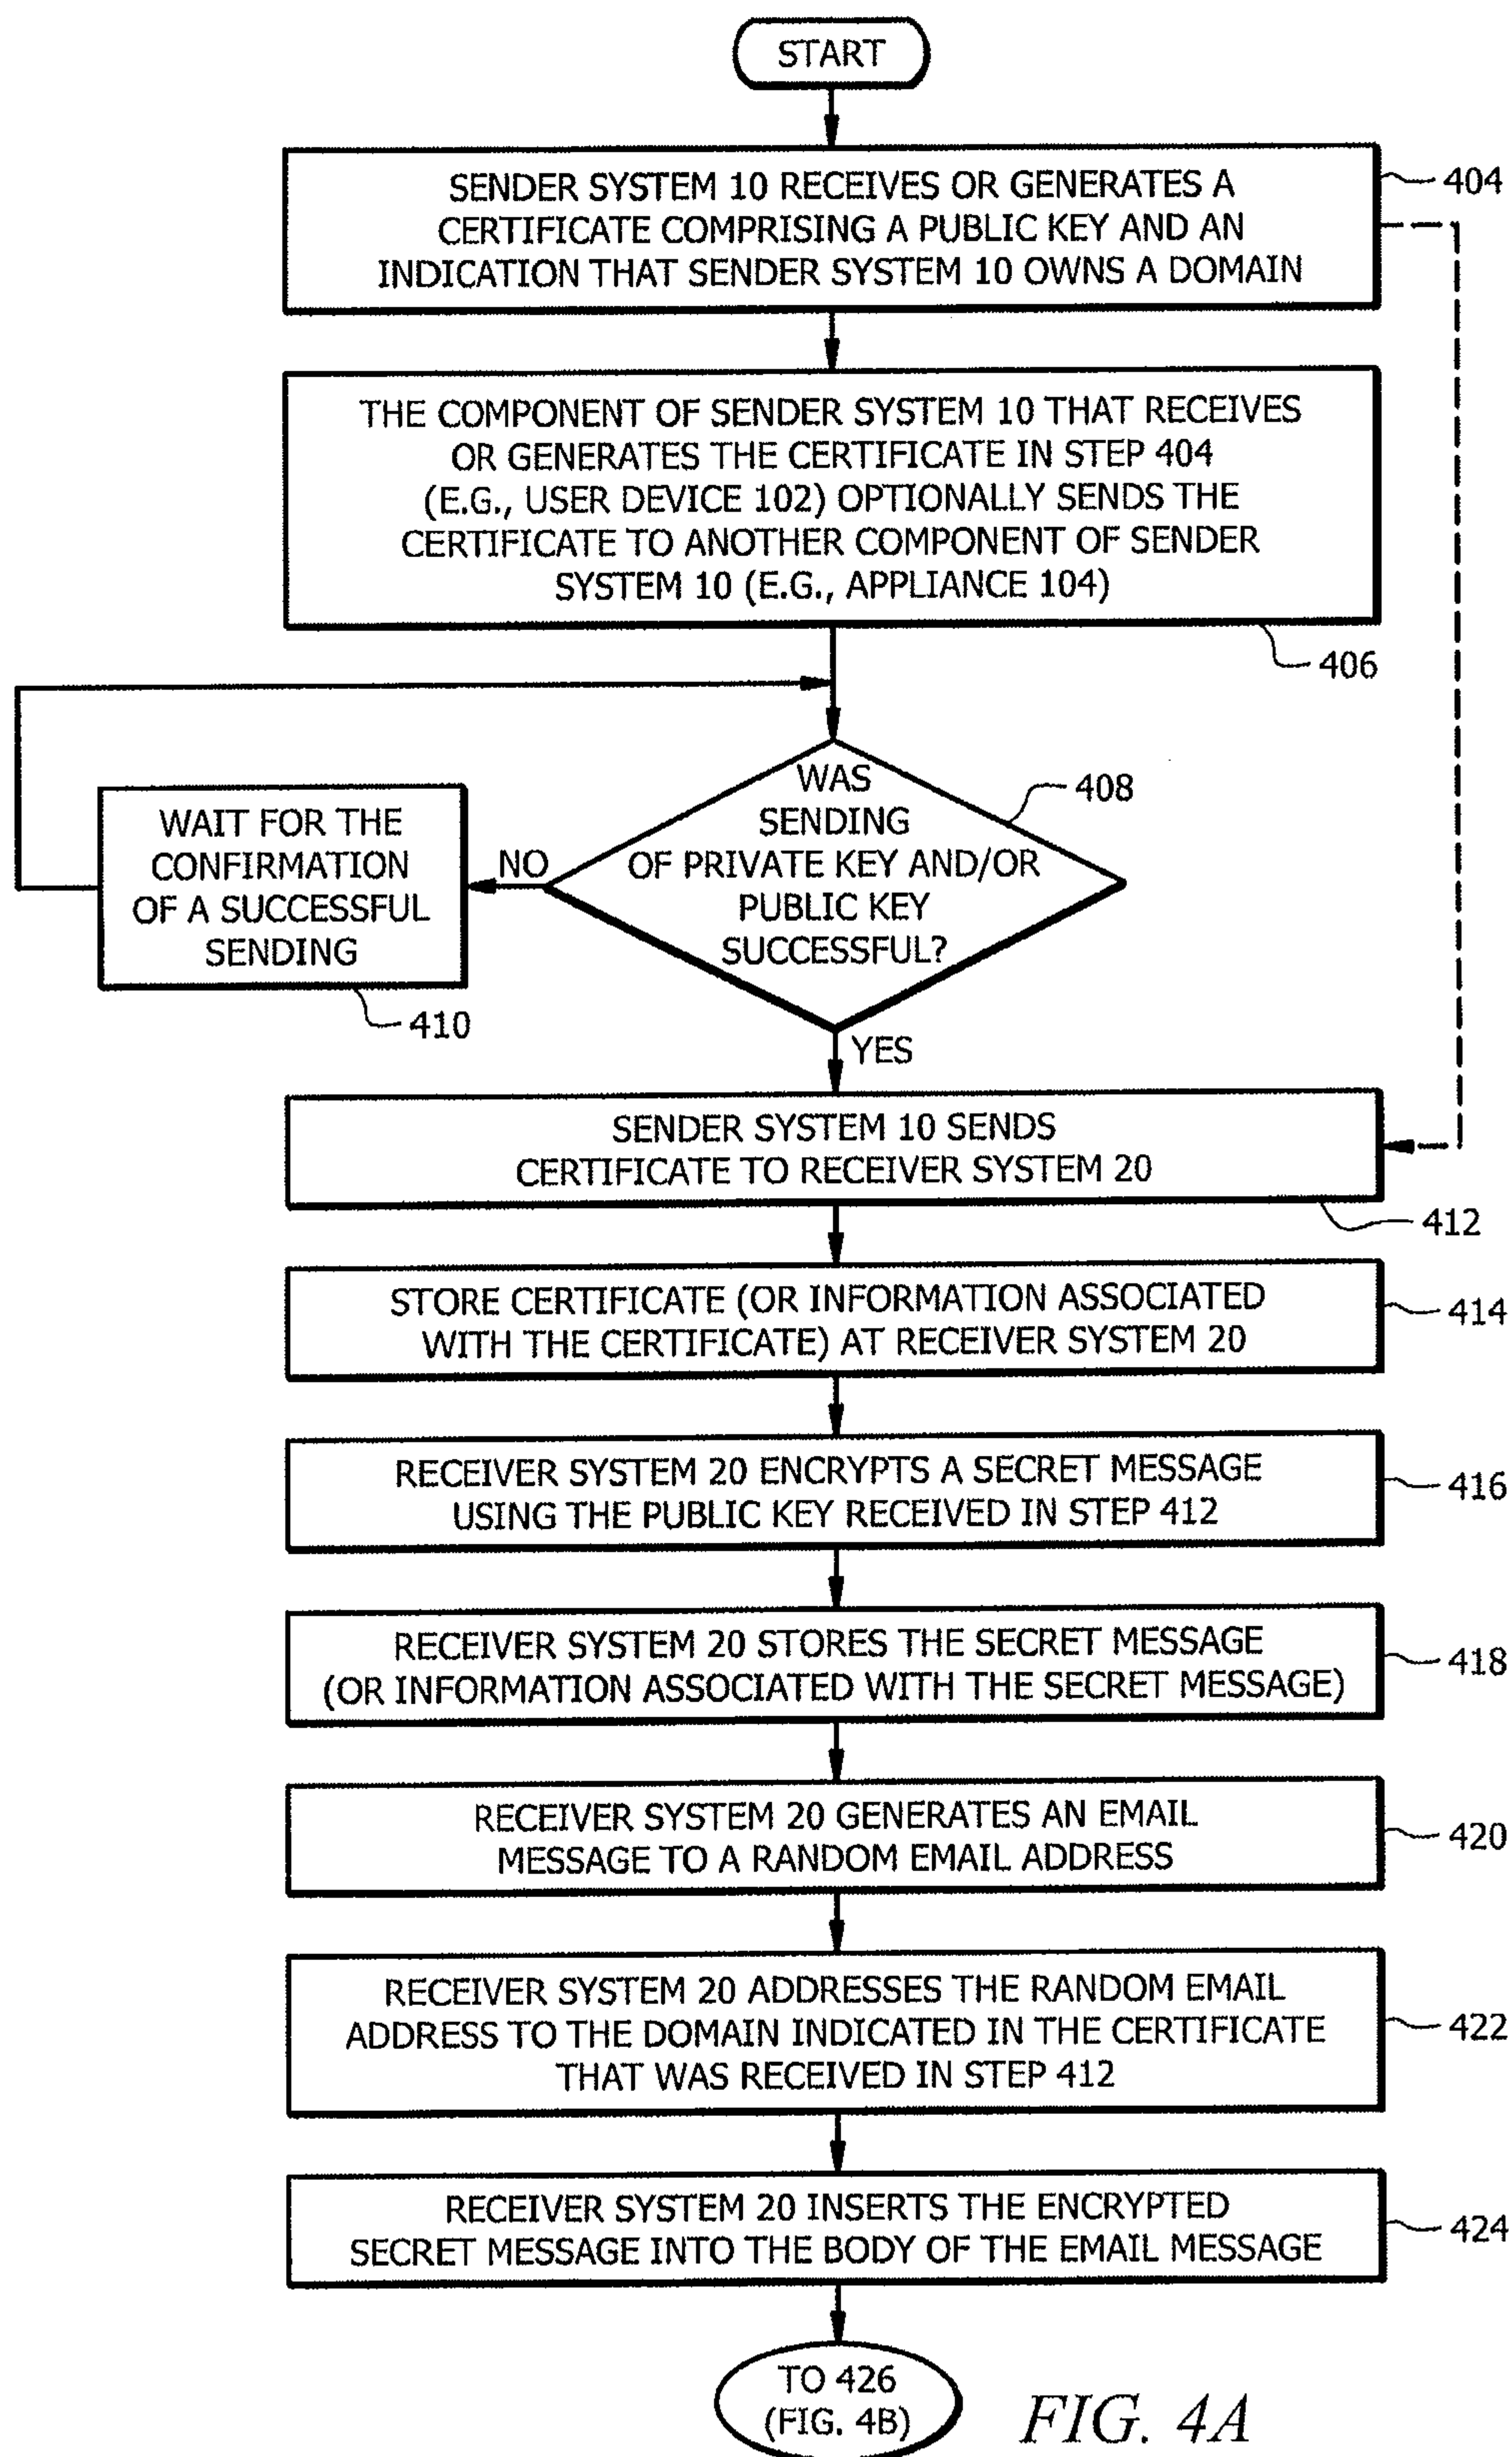 START
SENDER SYSTEM 10 RECEIVES OR GENERATES A
CERTIFICATE COMPRISING A PUBLIC KEY AND AN
INDICATION THAT SENDER SYSTEM 10 OWNS A DOMAIN
404
THE COMPONENT OF SENDER SYSTEM 10 THAT RECEIVES
OR GENERATES THE CERTIFICATE IN STEP 404
(E.G., USER DEVICE 102) OPTIONALLY SENDS THE
CERTIFICATE TO ANOTHER COMPONENT OF SENDER
SYSTEM 10 (E.G., APPLIANCE 104)
406
WAS
SENDING
OF PRIVATE KEY AND/OR
PUBLIC KEY
SUCCESSFUL?
408
NO
WAIT FOR THE
CONFIRMATION
OF A SUCCESSFUL
SENDING
410
YES
SENDER SYSTEM 10 SENDS
CERTIFICATE TO RECEIVER SYSTEM 20
412
STORE CERTIFICATE (OR INFORMATION ASSOCIATED
WITH THE CERTIFICATE) AT RECEIVER SYSTEM 20
414
RECEIVER SYSTEM 20 ENCRYPTS A SECRET MESSAGE
USING THE PUBLIC KEY RECEIVED IN STEP 412
416
RECEIVER SYSTEM 20 STORES THE SECRET MESSAGE
(OR INFORMATION ASSOCIATED WITH THE SECRET MESSAGE)
418
RECEIVER SYSTEM 20 GENERATES AN EMAIL
MESSAGE TO A RANDOM EMAIL ADDRESS
420
RECEIVER SYSTEM 20 ADDRESSES THE RANDOM EMAIL
ADDRESS TO THE DOMAIN INDICATED IN THE CERTIFICATE
THAT WAS RECEIVED IN STEP 412
422
RECEIVER SYSTEM 20 INSERTS THE ENCRYPTED
SECRET MESSAGE INTO THE BODY OF THE EMAIL MESSAGE
424
TO 426
(FIG. 4B)
FIG. 4A